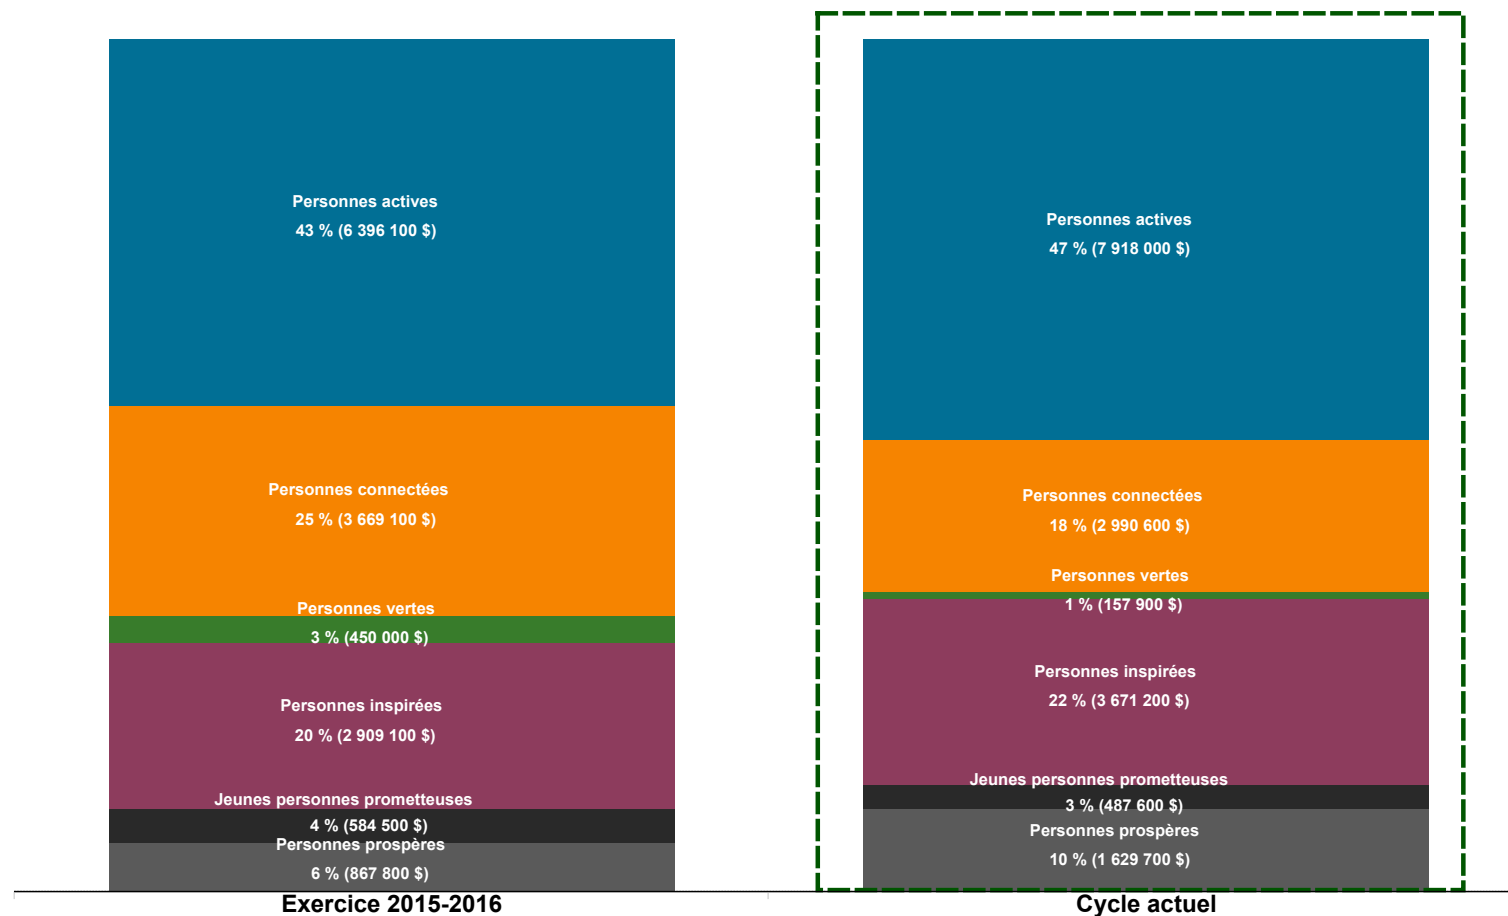 Personnes actives
43 % (6 396 100 $)
Personnes connectées
25 % (3 669 100 $)
Personnes vertes
3 % (450 000 $)
Personnes inspirées
20 % (2 909 100 $)
Jeunes personnes prometteuses
4 % (584 500 $)
Personnes prospères
6 % (867 800 $)
Exercice 2015-2016
Personnes actives
47 % (7 918 000 $)
Personnes connectées
18 % (2 990 600 $)
Personnes vertes
1 % (157 900 $)
Personnes inspirées
22 % (3 671 200 $)
Jeunes personnes prometteuses
3 % (487 600 $)
Personnes prospères
10 % (1 629 700 $)
Cycle actuel